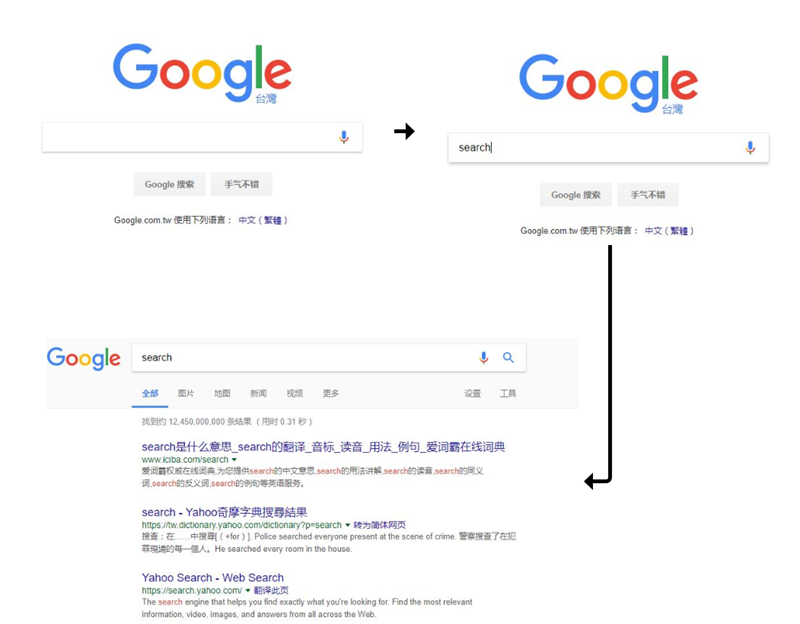 Google
台灣
Google 搜索 手气不错
Google.com.tw 使用下列语言： 中文 ( 繁體 )
Google
台灣
search
Google 搜索 手气不错
Google.com.tw 使用下列语言： 中文 ( 繁體 )
Google search
全部 图片 地图 新闻 视频 更多 设置 工具
找到约 12,450,000,000 条结果 （用时 0.31 秒）
search是什么意思_search的翻译_音标_读音_用法_例句_爱词霸在线词典
www.iciba.com/search
爱词霸权威在线词典,为您提供search的中文意思,search的用法讲解,search的读音,search的同义
词,search的反义词,search的例句等英语服务。
search - Yahoo奇摩字典搜尋結果
https://tw.dictionary.yahoo.com/dictionary?p=search 转为简体网页
搜查：在……中搜尋[（+for）]. Police searched everyone present at the scene of crime. 警察搜查了在犯
罪現場的每一個人。 He searched every room in the house.
Yahoo Search - Web Search
https://search.yahoo.com/ 翻译此页
The search engine that helps you find exactly what you're looking for. Find the most relevant
information, video, images, and answers from all across the Web.